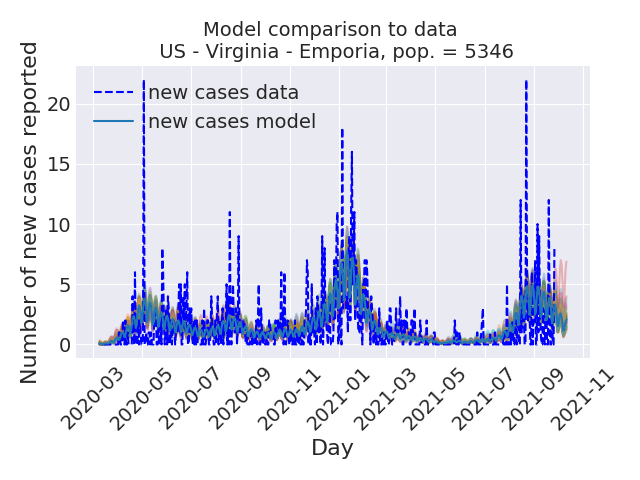 Model comparison to data
US - Virginia - Emporia, pop. = 5346
Number of new cases reported
20
15
10
5
0
new cases data
new cases model
2020-03
2020-05
2020-07
2020-09
2020-11
2021-01
2021-03
2021-05
2021-07
2021-09
2021-11
Day